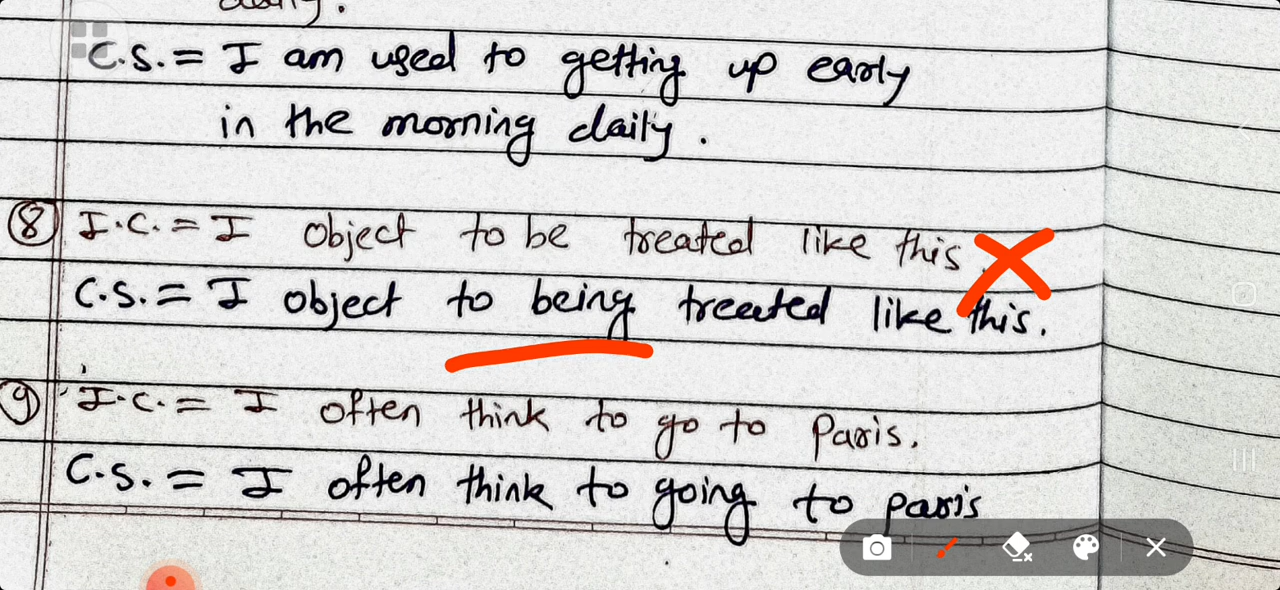 daily.
C.S. = I am used to getting up early
in the morning daily.
8 I.C. = I object to be treated like this.
C.S. = I object to being treated like this.
9 I.C. = I often think to go to Paris.
C.S. = I often think to going to paris